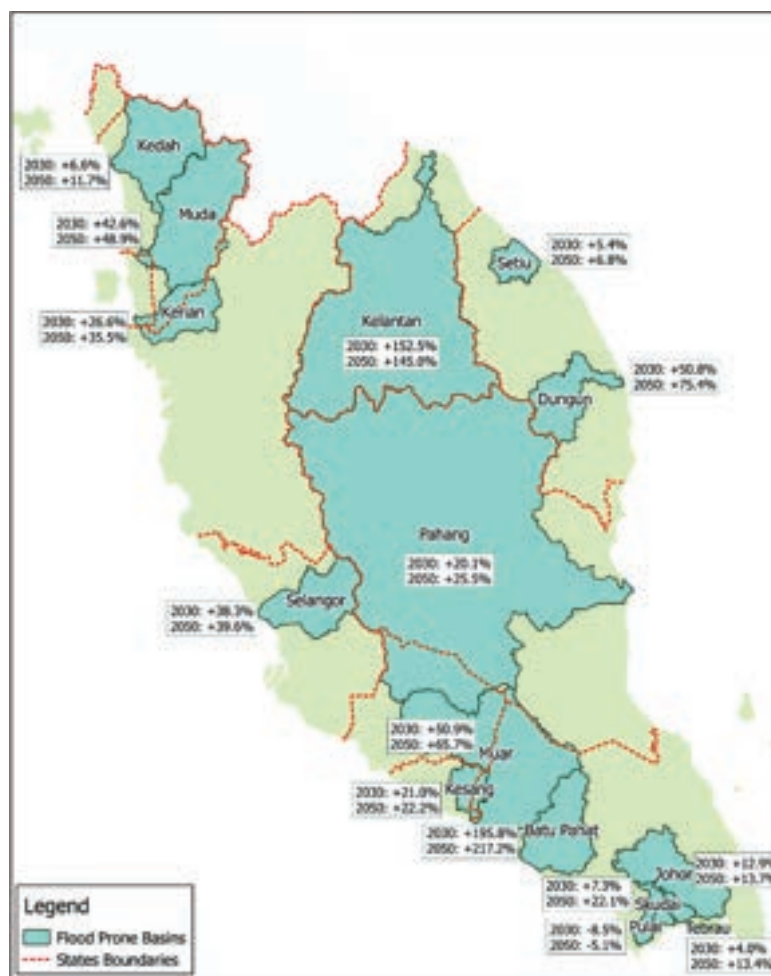 Kedah
2030: +6.6%
2050: +11.7%
Muda
2030: +42.6%
2050: +48.9%
Setiu
2030: +5.4%
2050: +6.8%
Kerian
2030: +26.6%
2050: +35.5%
Kelantan
2030: +152.5%
2050: +145.0%
Dungun
2030: +50.8%
2050: +75.4%
Pahang
2030: +20.1%
2050: +25.5%
Selangor
2030: +38.3%
2050: +39.6%
Muar
2030: +50.9%
2050: +65.7%
Kesang
2030: +21.0%
2050: +22.2%
Batu Pahat
2030: +195.8%
2050: +217.2%
Johor
2030: +12.9%
2050: +13.7%
Skudai
2030: +7.3%
2050: +22.1%
Pulai
2030: -8.5%
2050: -5.1%
Tebrau
2030: +4.0%
2050: +13.4%
Legend
Flood Prone Basins
States Boundaries